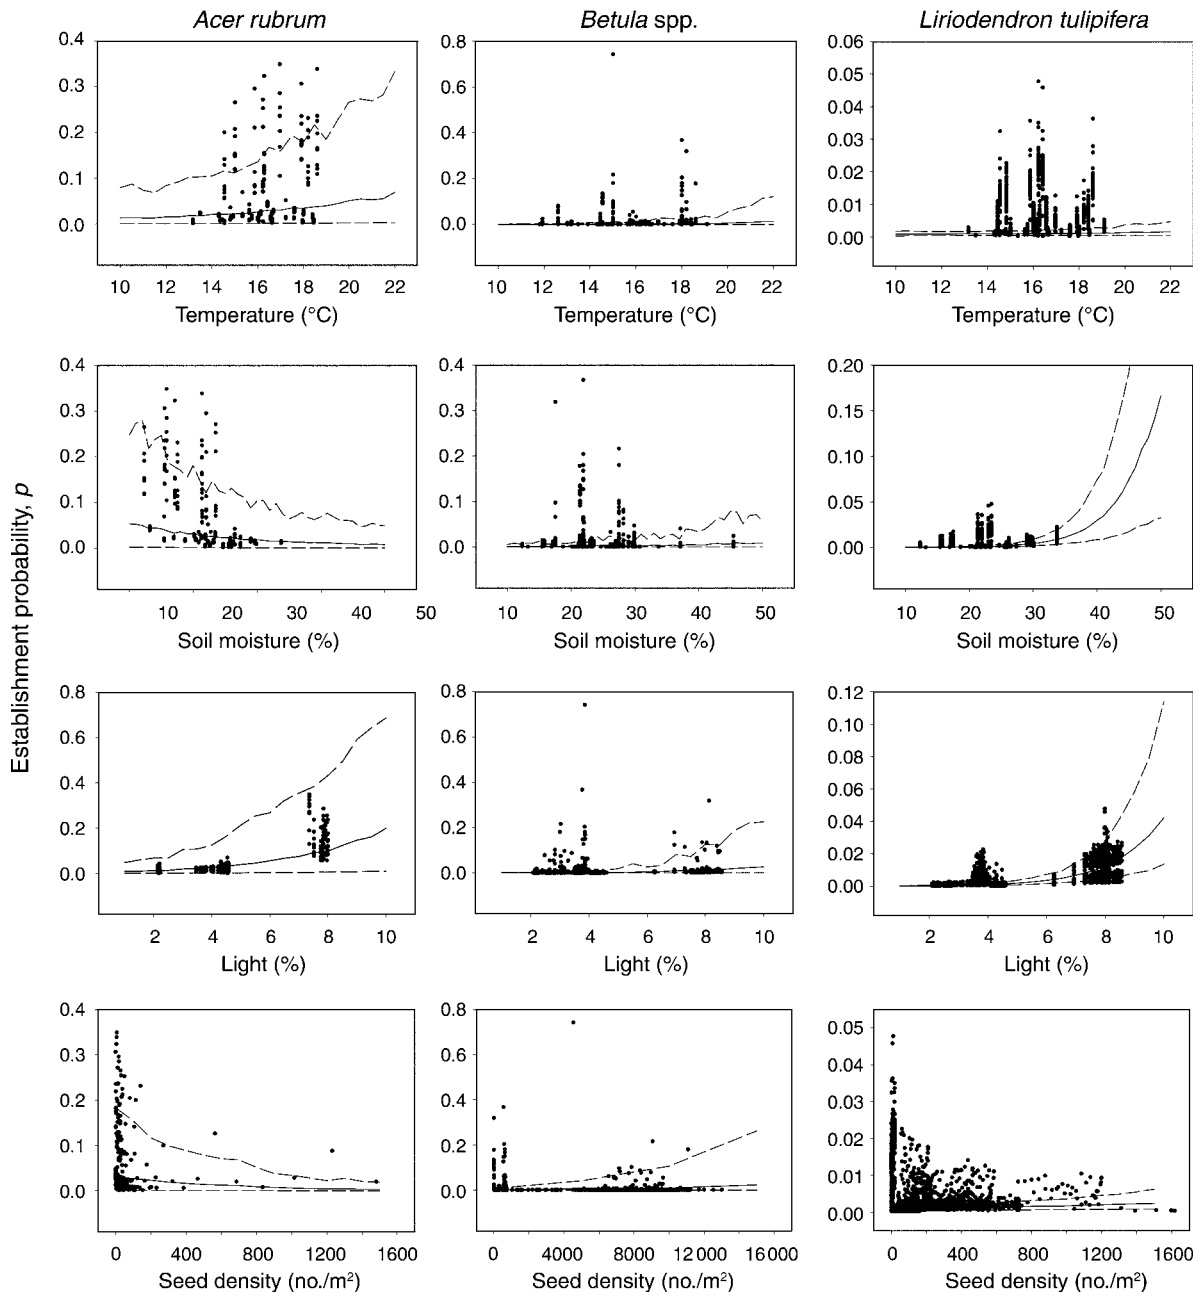 Acer rubrum Betula spp. Liriodendron tulipifera
0.4 0.8 0.06
0.05
0.3 0.6
0.04
0.2 0.4 0.03
0.02
0.1 0.2
0.01
0.0 0.0 0.00
10 12 14 16 18 20 22 10 12 14 16 18 20 22 10 12 14 16 18 20 22
Temperature (°C) Temperature (°C) Temperature (°C)
0.4 0.4 0.20
0.3 0.3 0.15
0.2 0.2 0.10
0.1 0.1 0.05
0.0 0.0 0.00
10 20 30 40 50 10 20 30 40 50 10 20 30 40 50
Soil moisture (%) Soil moisture (%) Soil moisture (%)
Establishment probability, p
0.8 0.8 0.12
0.10
0.6 0.6
0.08
0.4 0.4 0.06
0.04
0.2 0.2
0.02
0.0 0.0 0.00
2 4 6 8 10 2 4 6 8 10 2 4 6 8 10
Light (%) Light (%) Light (%)
0.4 0.8 0.05
0.04
0.3 0.6
0.03
0.2 0.4
0.02
0.1 0.2
0.01
0.0 0.0 0.00
0 400 800 1200 1600 0 4000 8000 12000 16000 0 400 800 1200 1600
Seed density (no./m²) Seed density (no./m²) Seed density (no./m²)